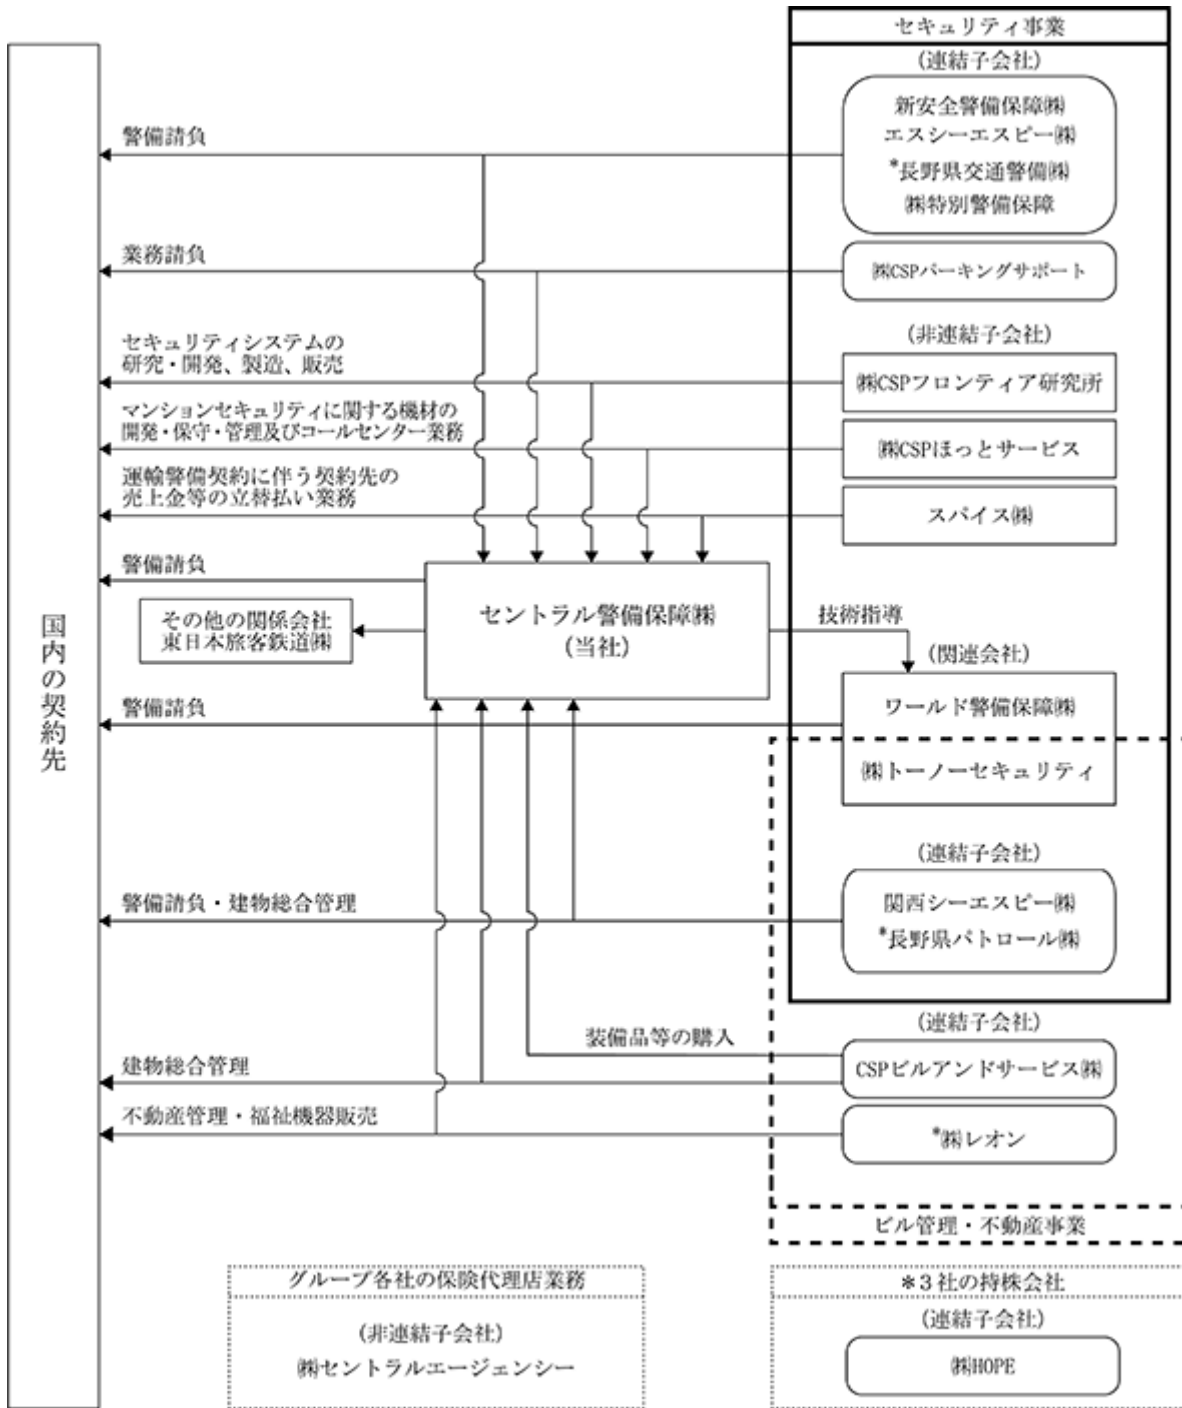 セキュリティ事業
(連結子会社)
新安全警備保障㈱
エスシーエスピー㈱
*長野県交通警備㈱
㈱特別警備保障
警備請負
業務請負
㈱CSPパーキングサポート
(非連結子会社)
セキュリティシステムの
研究・開発、製造、販売
㈱CSPフロンティア研究所
マンションセキュリティに関する機材の
開発・保守・管理及びコールセンター業務
㈱CSPほっとサービス
運輸警備契約に伴う契約先の
売上金等の立替払い業務
スパイス㈱
警備請負
セントラル警備保障㈱
(当社)
その他の関係会社
東日本旅客鉄道㈱
技術指導
(関連会社)
国内の契約先
警備請負
ワールド警備保障㈱
㈱トーノーセキュリティ
(連結子会社)
警備請負・建物総合管理
関西シーエスピー㈱
*長野県パトロール㈱
(連結子会社)
装備品等の購入
建物総合管理
CSPビルアンドサービス㈱
不動産管理・福祉機器販売
*㈱レオン
ビル管理・不動産事業
グループ各社の保険代理店業務
(非連結子会社)
㈱セントラルエージェンシー
*3社の持株会社
(連結子会社)
㈱HOPE